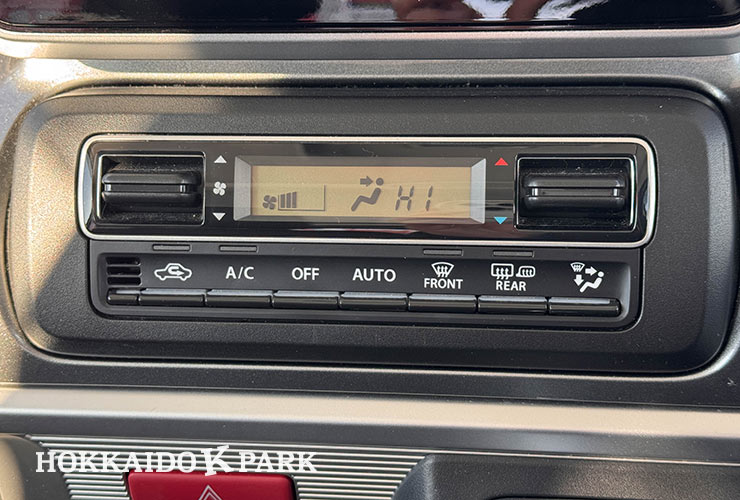 HI
A/C OFF AUTO FRONT REAR
HOKKAIDO K PARK